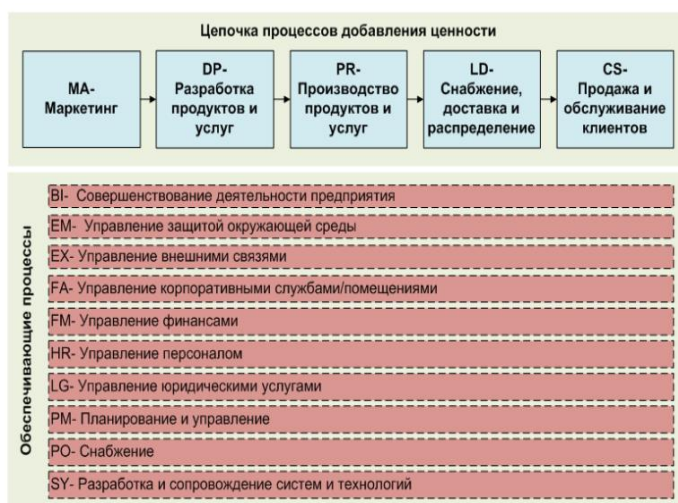 Цепочка процессов добавления ценности
MA-
Маркетинг
DP-
Разработка
продуктов и
услуг
PR-
Производство
продуктов и
услуг
LD-
Снабжение,
доставка и
распределение
CS-
Продажа и
обслуживание
клиентов
Обеспечивающие процессы
BI- Совершенствование деятельности предприятия
EM- Управление защитой окружающей среды
EX- Управление внешними связями
FA- Управление корпоративными службами/помещениями
FM- Управление финансами
HR- Управление персоналом
LG- Управление юридическими услугами
PM- Планирование и управление
PO- Снабжение
SY- Разработка и сопровождение систем и технологий